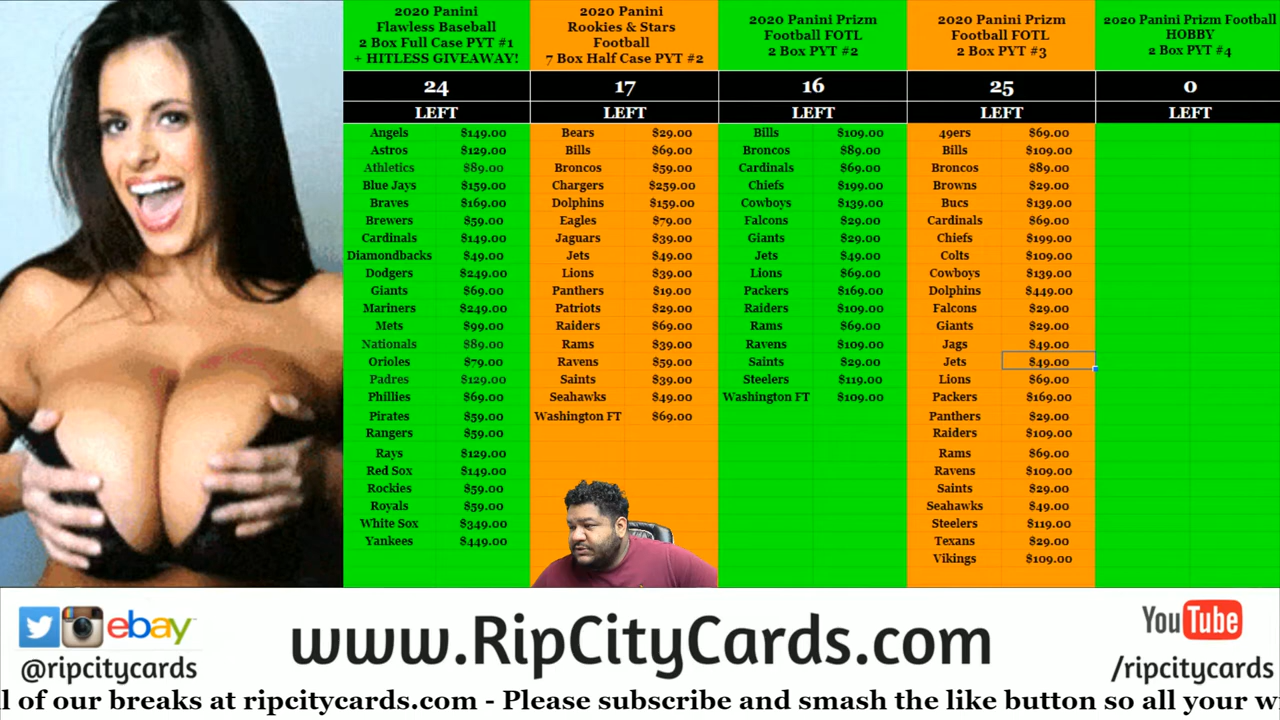 2020 Panini
Flawless Baseball
2 Box Full Case PYT #1
+ HITLESS GIVEAWAY!
24
LEFT
Angels $149.00
Astros $129.00
Athletics $89.00
Blue Jays $159.00
Braves $169.00
Brewers $59.00
Cardinals $149.00
Diamondbacks $49.00
Dodgers $249.00
Giants $69.00
Mariners $249.00
Mets $99.00
Nationals $89.00
Orioles $79.00
Padres $129.00
Phillies $69.00
Pirates $59.00
Rangers $59.00
Rays $129.00
Red Sox $149.00
Rockies $59.00
Royals $59.00
White Sox $349.00
Yankees $449.00
2020 Panini
Rookies & Stars
Football
7 Box Half Case PYT #2
17
LEFT
Bears $29.00
Bills $69.00
Broncos $59.00
Chargers $259.00
Dolphins $159.00
Eagles $79.00
Jaguars $39.00
Jets $49.00
Lions $39.00
Panthers $19.00
Patriots $29.00
Raiders $69.00
Rams $39.00
Ravens $59.00
Saints $39.00
Seahawks $49.00
Washington FT $69.00
2020 Panini Prizm
Football FOTL
2 Box PYT #2
16
LEFT
Bills $109.00
Broncos $89.00
Cardinals $69.00
Chiefs $199.00
Cowboys $139.00
Falcons $29.00
Giants $29.00
Jets $49.00
Lions $69.00
Packers $169.00
Raiders $109.00
Rams $69.00
Ravens $109.00
Saints $29.00
Steelers $119.00
Washington FT $109.00
2020 Panini Prizm
Football FOTL
2 Box PYT #3
25
LEFT
49ers $69.00
Bills $109.00
Broncos $89.00
Browns $29.00
Bucs $139.00
Cardinals $69.00
Chiefs $199.00
Colts $109.00
Cowboys $139.00
Dolphins $449.00
Falcons $29.00
Giants $29.00
Jags $49.00
Jets $49.00
Lions $69.00
Packers $169.00
Panthers $29.00
Raiders $109.00
Rams $69.00
Ravens $109.00
Saints $29.00
Seahawks $49.00
Steelers $119.00
Texans $29.00
Vikings $109.00
2020 Panini Prizm Football
HOBBY
2 Box PYT #4
0
LEFT
ebay
@ripcitycards
www.RipCityCards.com
YouTube
/ripcitycards
l of our breaks at ripcitycards.com - Please subscribe and smash the like button so all your w